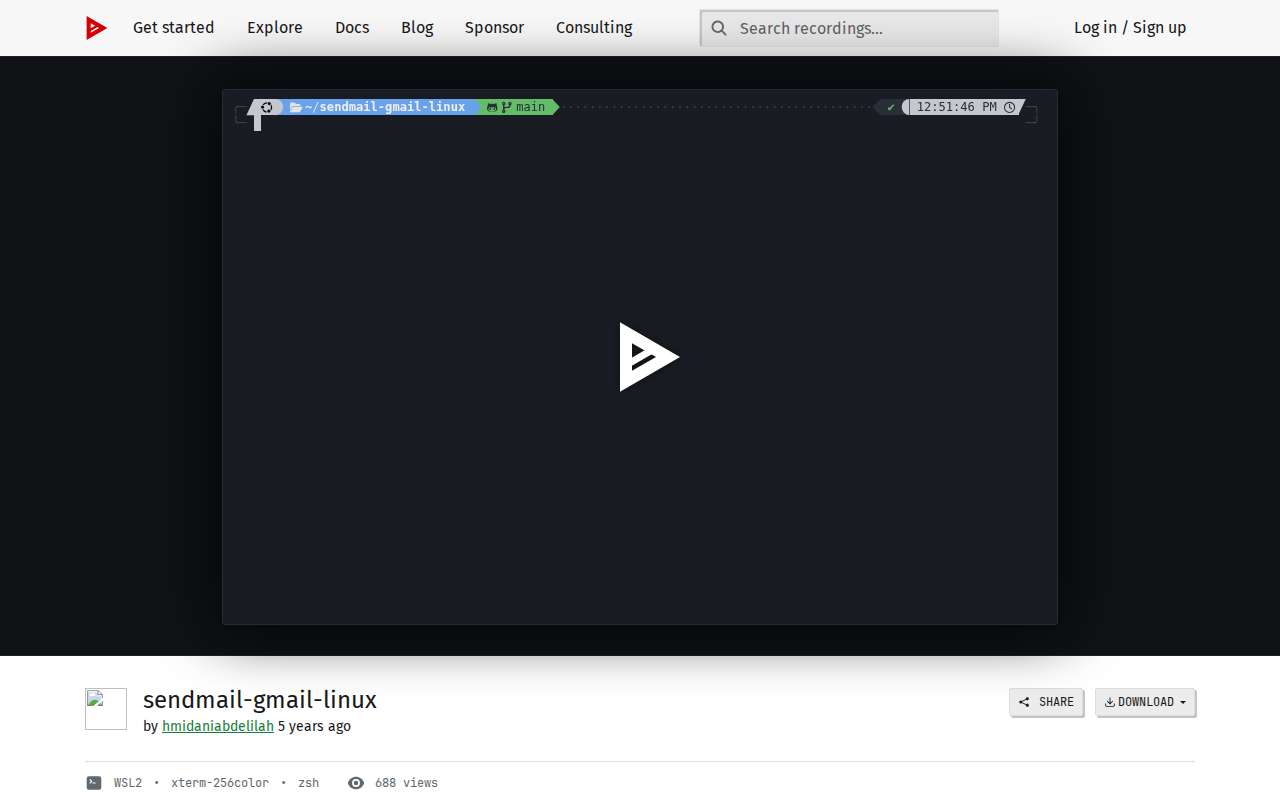 Get started Explore Docs Blog Sponsor Consulting Search recordings... Log in / Sign up
~/sendmail-gmail-linux main ✔ 12:51:46 PM
sendmail-gmail-linux
by hmidaniabdelilah 5 years ago
SHARE DOWNLOAD
WSL2 • xterm-256color • zsh 688 views